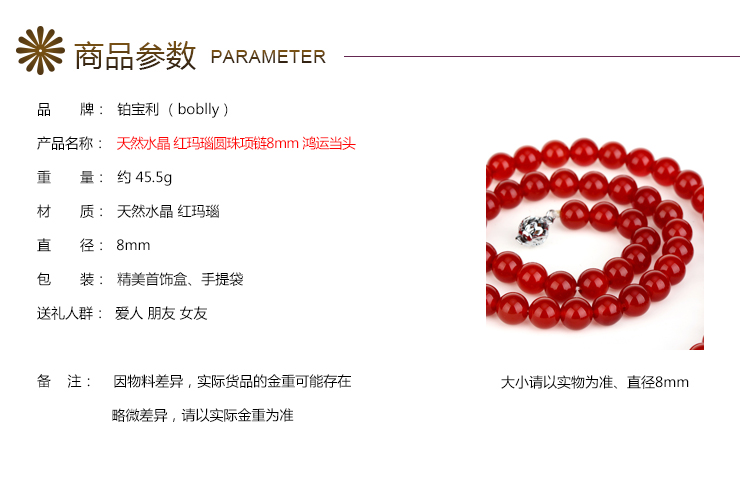 商品参数 PARAMETER
品 牌： 铂宝利（boblly）
产品名称： 天然水晶 红玛瑙圆珠项链8mm 鸿运当头
重 量： 约 45.5g
材 质： 天然水晶 红玛瑙
直 径： 8mm
包 装： 精美首饰盒、手提袋
送礼人群： 爱人 朋友 女友
备 注： 因物料差异，实际货品的金重可能存在
略微差异，请以实际金重为准
大小请以实物为准、直径8mm